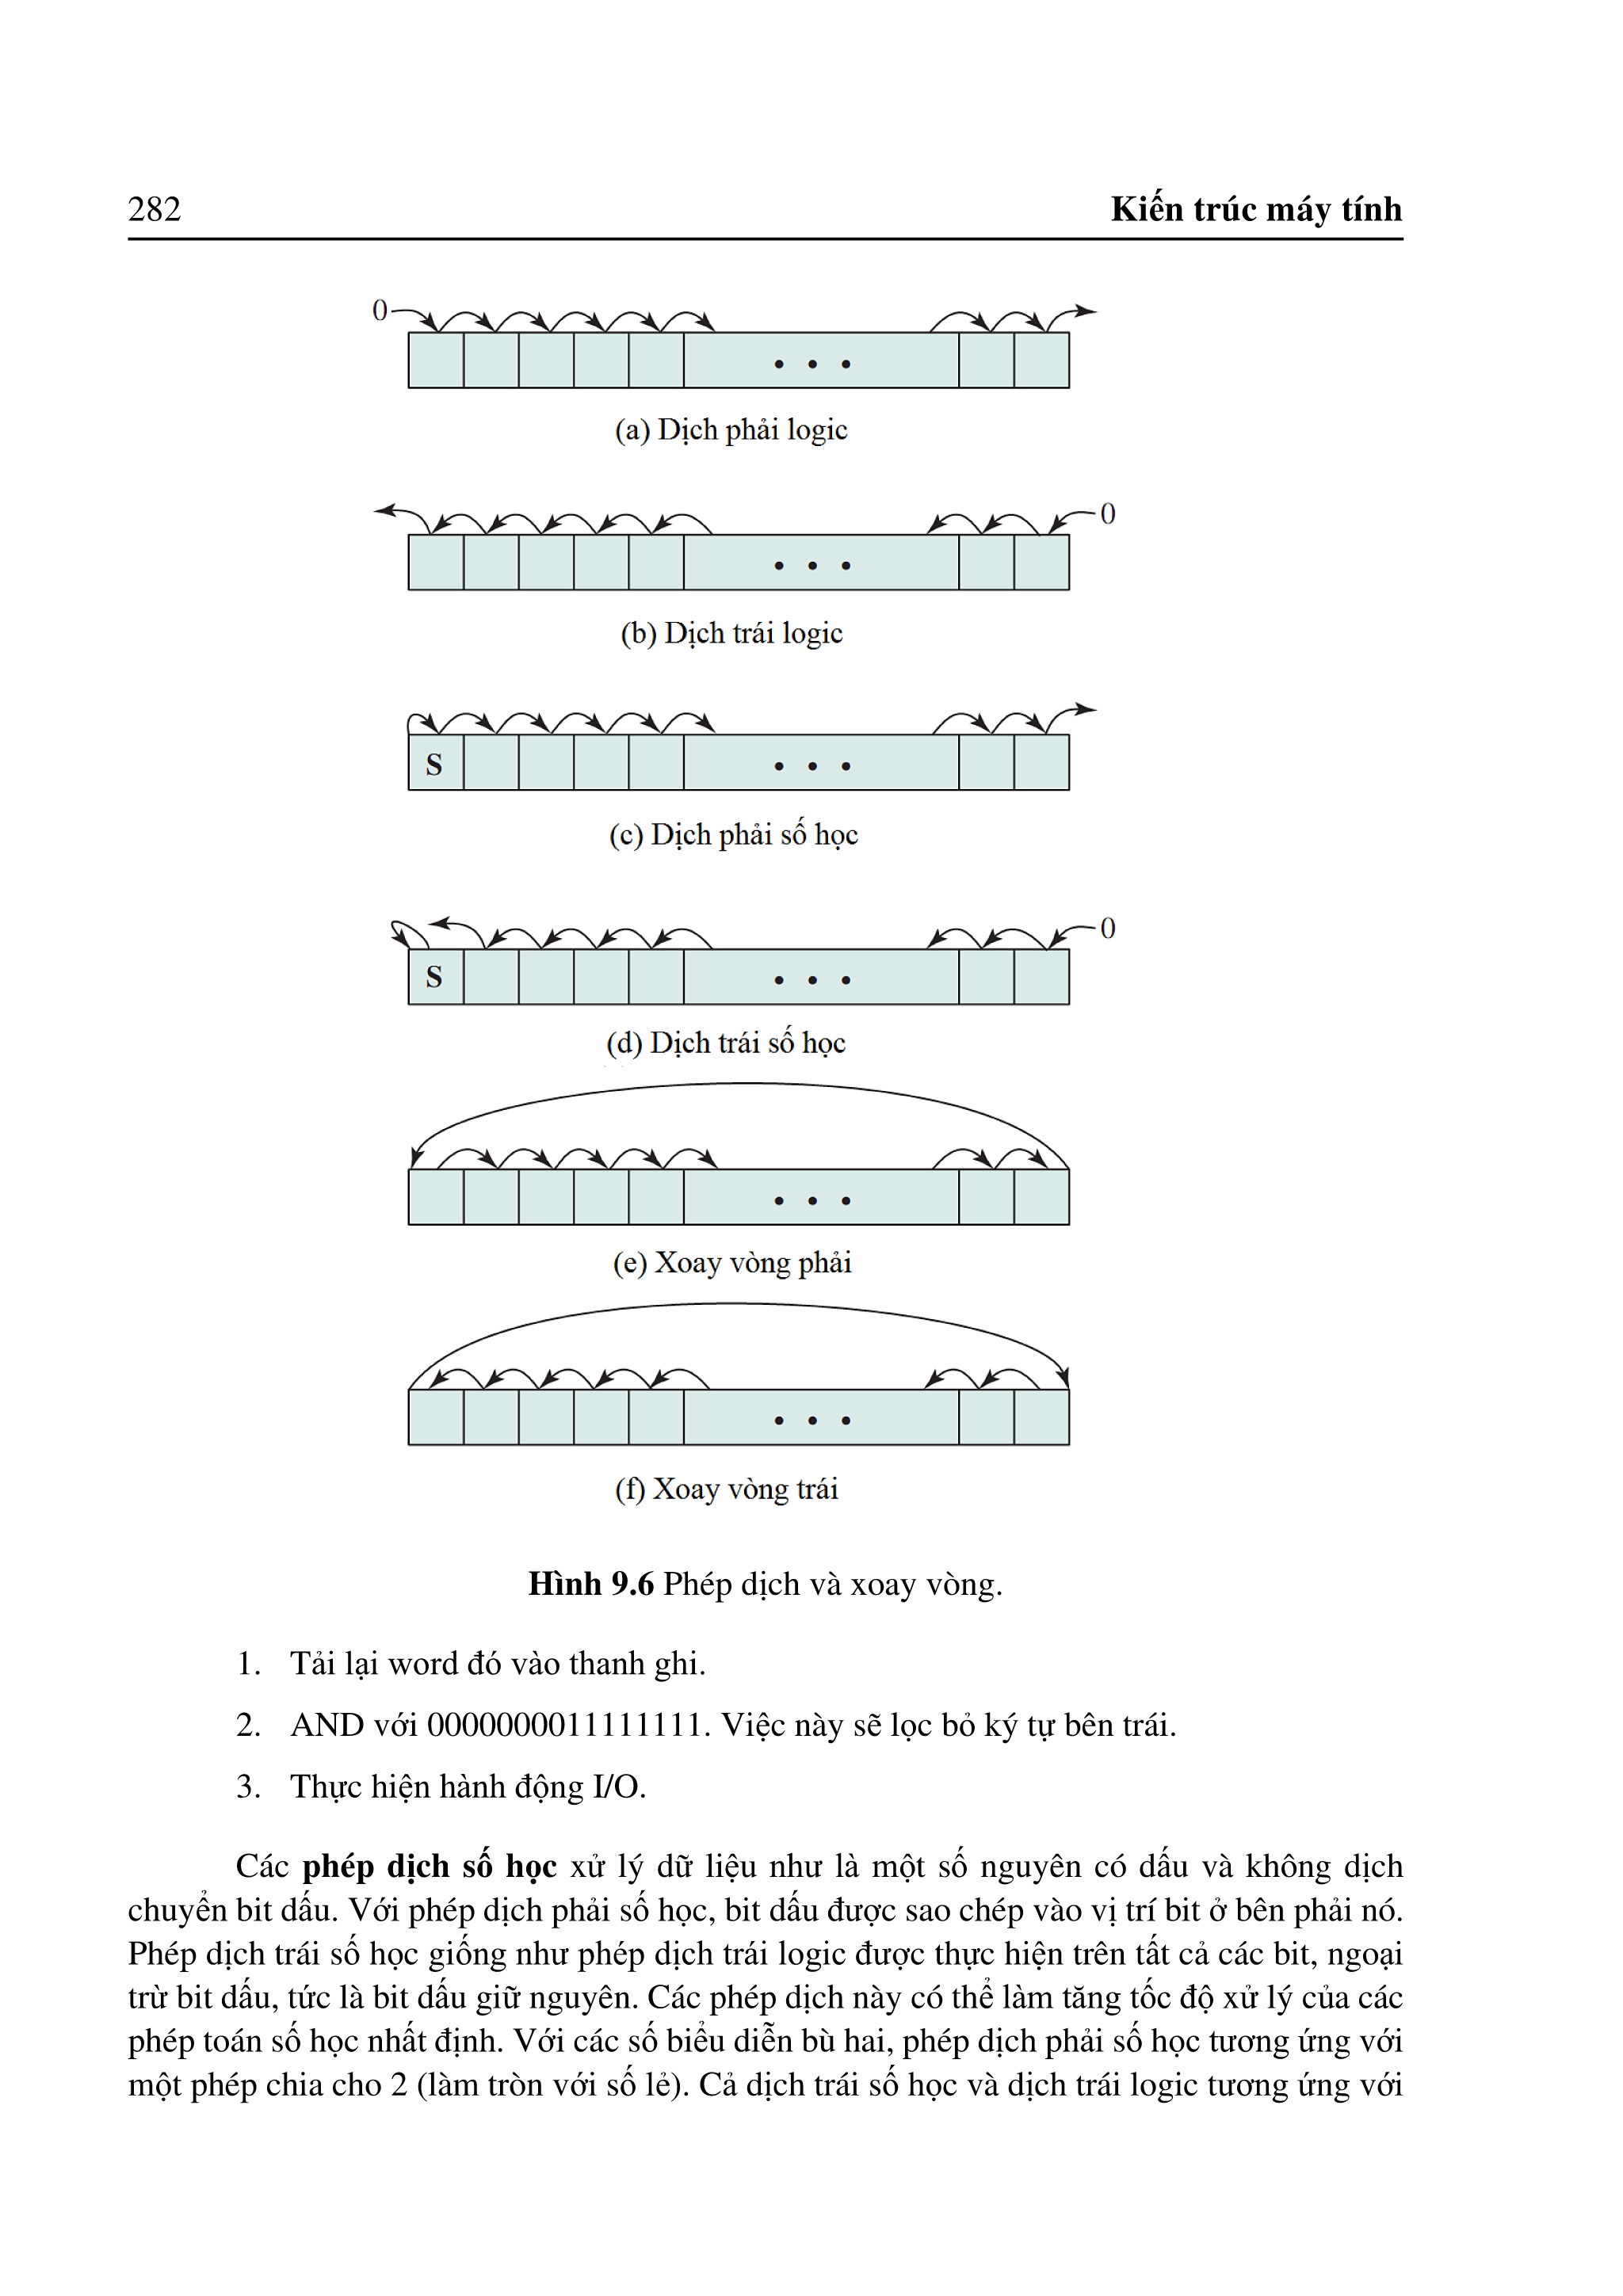 282 Kiến trúc máy tính
0
• • •
(a) Dịch phải logic
0
• • •
(b) Dịch trái logic
S • • •
(c) Dịch phải số học
0
S • • •
(d) Dịch trái số học
• • •
(e) Xoay vòng phải
• • •
(f) Xoay vòng trái
Hình 9.6 Phép dịch và xoay vòng.
1. Tải lại word đó vào thanh ghi.
2. AND với 0000000011111111. Việc này sẽ lọc bỏ ký tự bên trái.
3. Thực hiện hành động I/O.
Các phép dịch số học xử lý dữ liệu như là một số nguyên có dấu và không dịch
chuyển bit dấu. Với phép dịch phải số học, bit dấu được sao chép vào vị trí bit ở bên phải nó.
Phép dịch trái số học giống như phép dịch trái logic được thực hiện trên tất cả các bit, ngoại
trừ bit dấu, tức là bit dấu giữ nguyên. Các phép dịch này có thể làm tăng tốc độ xử lý của các
phép toán số học nhất định. Với các số biểu diễn bù hai, phép dịch phải số học tương ứng với
một phép chia cho 2 (làm tròn với số lẻ). Cả dịch trái số học và dịch trái logic tương ứng với